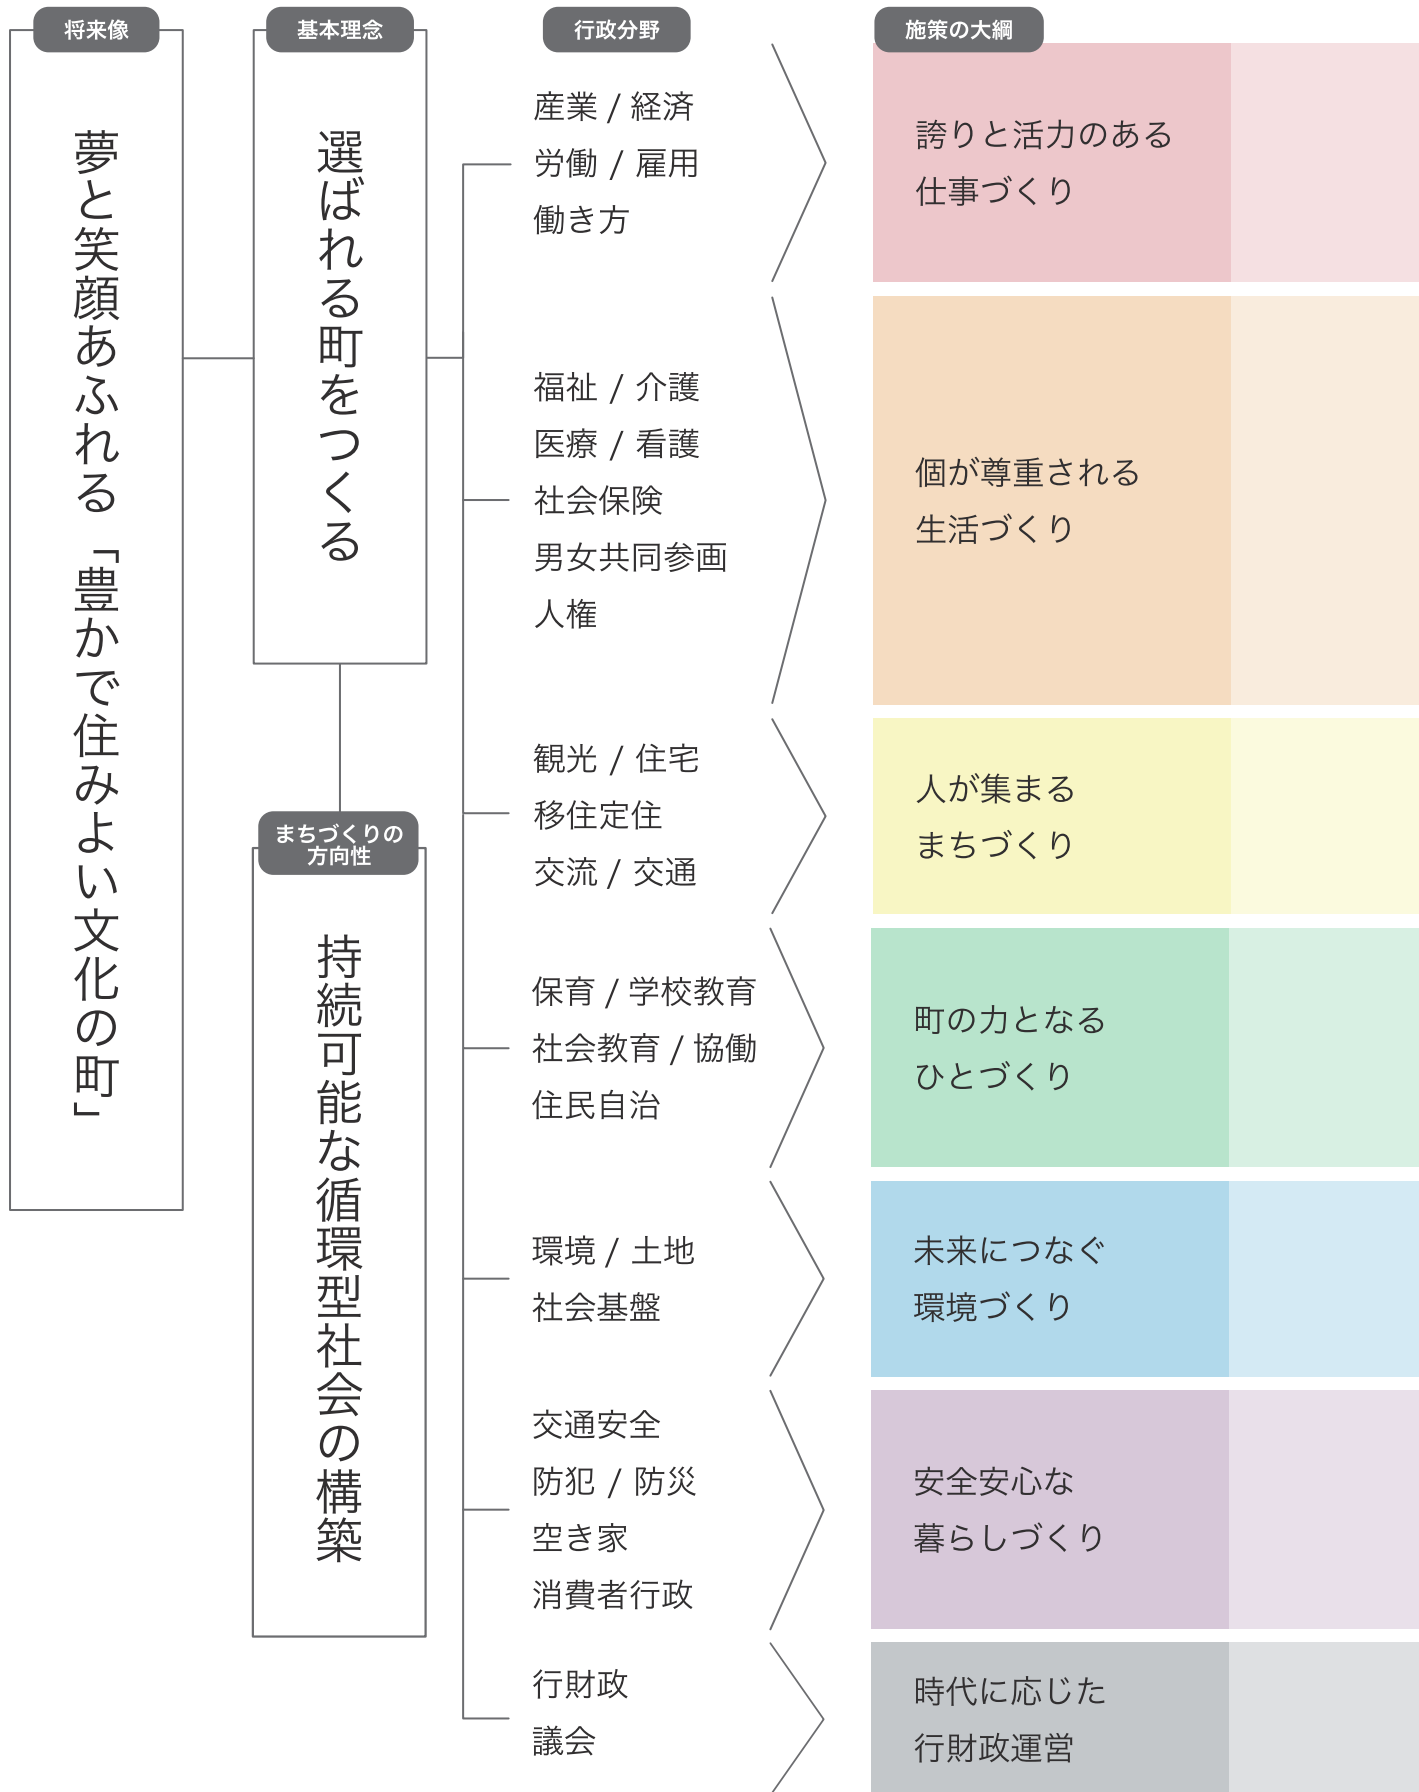 将来像
夢と笑顔あふれる「豊かで住みよい文化の町」
基本理念
選ばれる町をつくる
まちづくりの
方向性
持続可能な循環型社会の構築
行政分野
産業 / 経済
労働 / 雇用
働き方
福祉 / 介護
医療 / 看護
社会保険
男女共同参画
人権
観光 / 住宅
移住定住
交流 / 交通
保育 / 学校教育
社会教育 / 協働
住民自治
環境 / 土地
社会基盤
交通安全
防犯 / 防災
空き家
消費者行政
行財政
議会
施策の大綱
誇りと活力のある
仕事づくり
個が尊重される
生活づくり
人が集まる
まちづくり
町の力となる
ひとづくり
未来につなぐ
環境づくり
安全安心な
暮らしづくり
時代に応じた
行財政運営